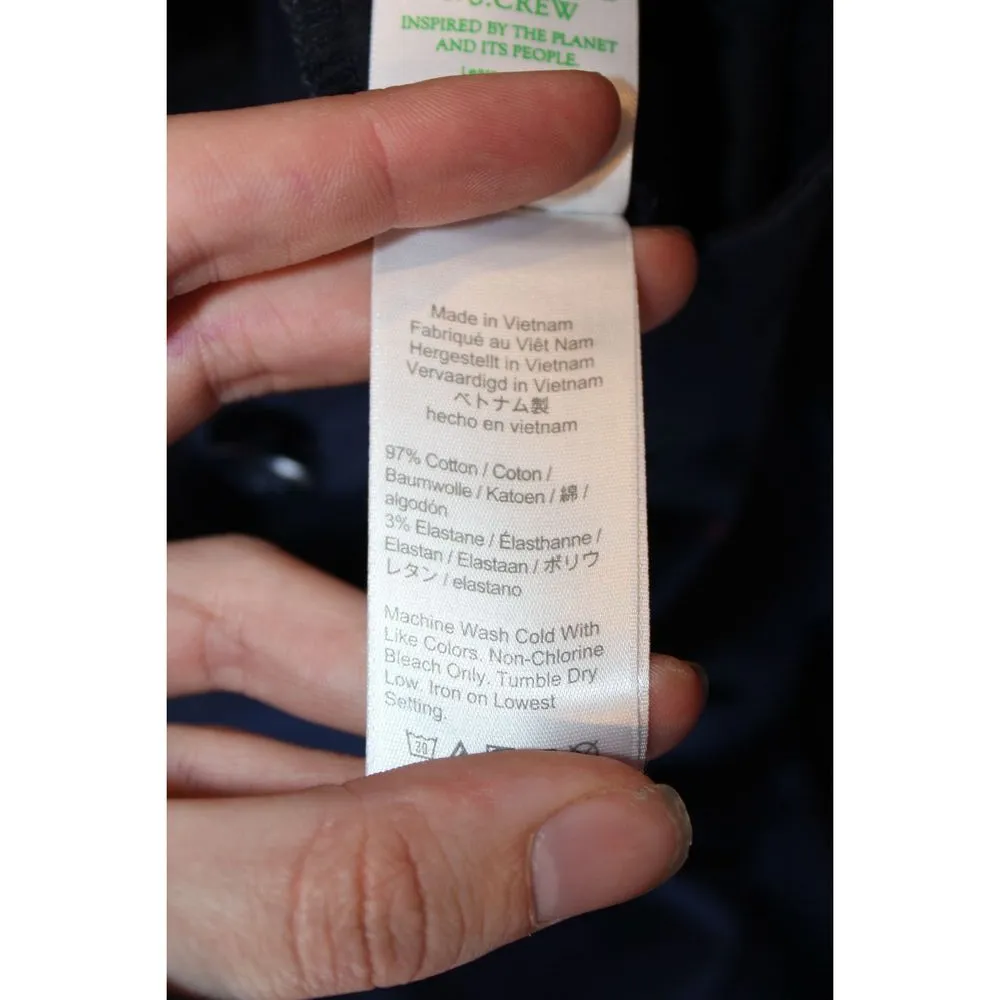 J.CREW
INSPIRED BY THE PLANET
AND ITS PEOPLE.
Made in Vietnam
Fabriqué au Viêt Nam
Hergestellt in Vietnam
Vervaardigd in Vietnam
ベトナム製
hecho en vietnam
97% Cotton / Coton /
Baumwolle / Katoen / 綿 /
algodón
3% Elastane / Élasthanne /
Elastan / Elastaan / ポリウ
レタン / elastano
Machine Wash Cold With
Like Colors. Non-Chlorine
Bleach Only. Tumble Dry
Low. Iron on Lowest
Setting.
30